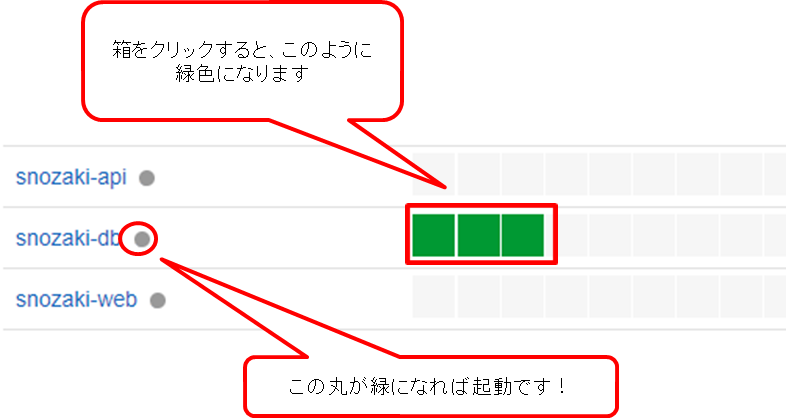 箱をクリックすると、このように
緑色になります
snozaki-api
snozaki-db
snozaki-web
この丸が緑になれば起動です！